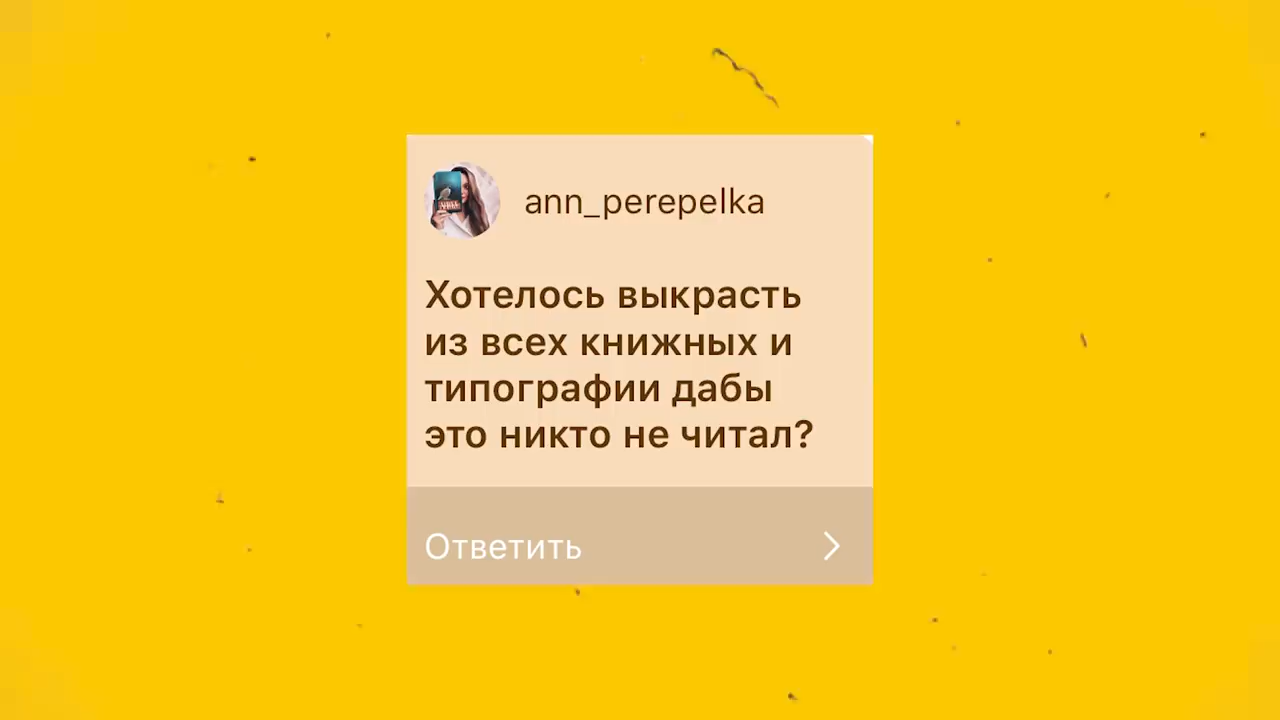 ann_perepelka
Хотелось выкрасть
из всех книжных и
типографии дабы
это никто не читал?
Ответить